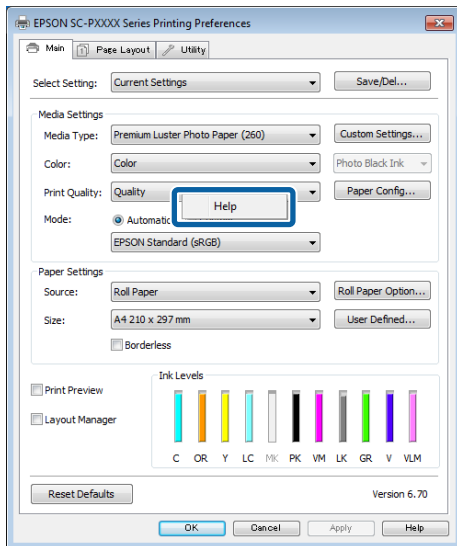 EPSON SC-PXXXX Series Printing Preferences
Main Page Layout Utility
Select Setting: Current Settings Save/Del...
Media Settings
Media Type: Premium Luster Photo Paper (260) Custom Settings...
Color: Color Photo Black Ink
Print Quality: Quality Paper Config...
Help
Mode: Automatic
EPSON Standard (sRGB)
Paper Settings
Source: Roll Paper Roll Paper Option...
Size: A4 210 x 297 mm User Defined...
Borderless
Ink Levels
Print Preview
Layout Manager
C OR Y LC MK PK VM LK GR V VLM
Reset Defaults Version 6.70
OK Cancel Apply Help